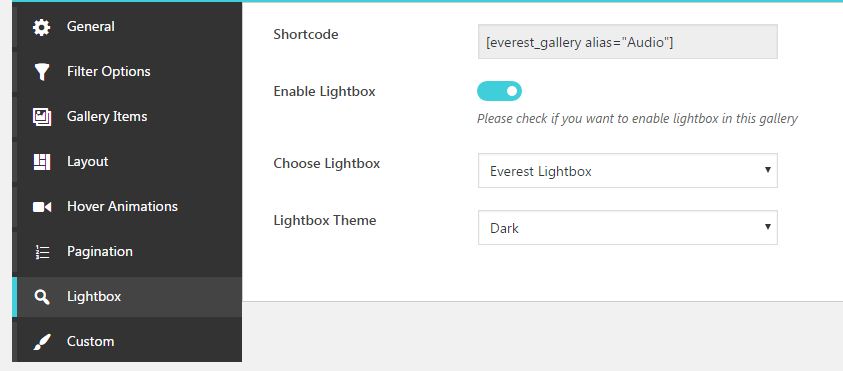 General
Filter Options
Gallery Items
Layout
Hover Animations
Pagination
Lightbox
Custom
Shortcode
[everest_gallery alias="Audio"]
Enable Lightbox
Please check if you want to enable lightbox in this gallery
Choose Lightbox
Everest Lightbox
Lightbox Theme
Dark